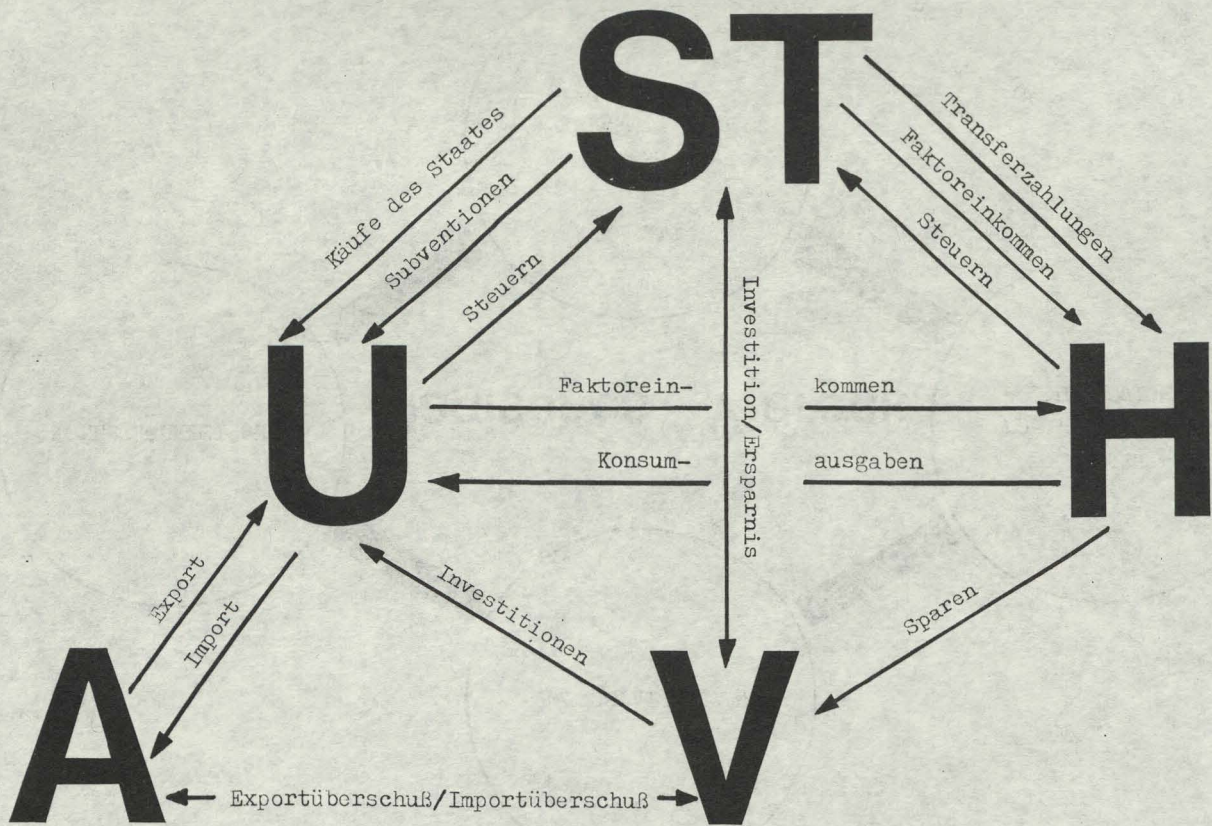 ST
Käufe des Staates
Subventionen
Steuern
Transferzahlungen
Faktoreinkommen
Steuern
Investition/Ersparnis
U
Faktorein- kommen
Konsum- ausgaben
H
Export
Import
Investitionen
Sparen
A
Exportüberschuß/Importüberschuß
V